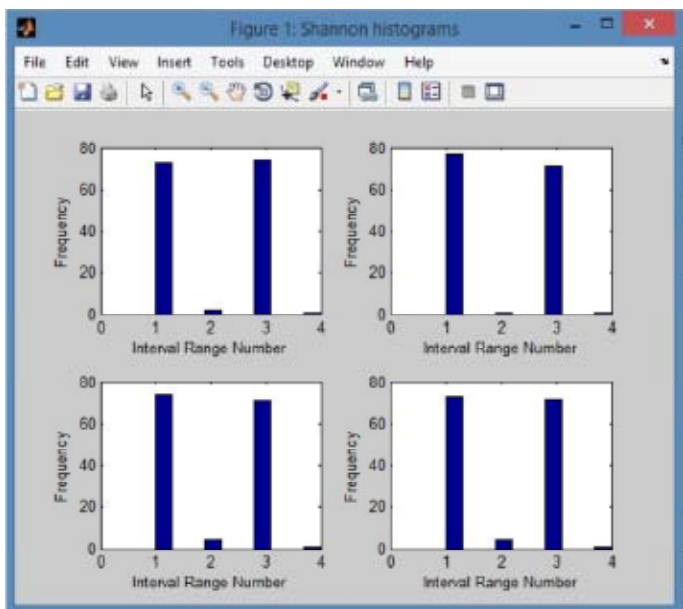 Figure 1: Shannon histograms
File Edit View Insert Tools Desktop Window Help
80
60
40
20
0
Frequency
0 1 2 3 4
Interval Range Number
80
60
40
20
0
Frequency
0 1 2 3 4
Interval Range Number
80
60
40
20
0
Frequency
0 1 2 3 4
Interval Range Number
80
60
40
20
0
Frequency
0 1 2 3 4
Interval Range Number